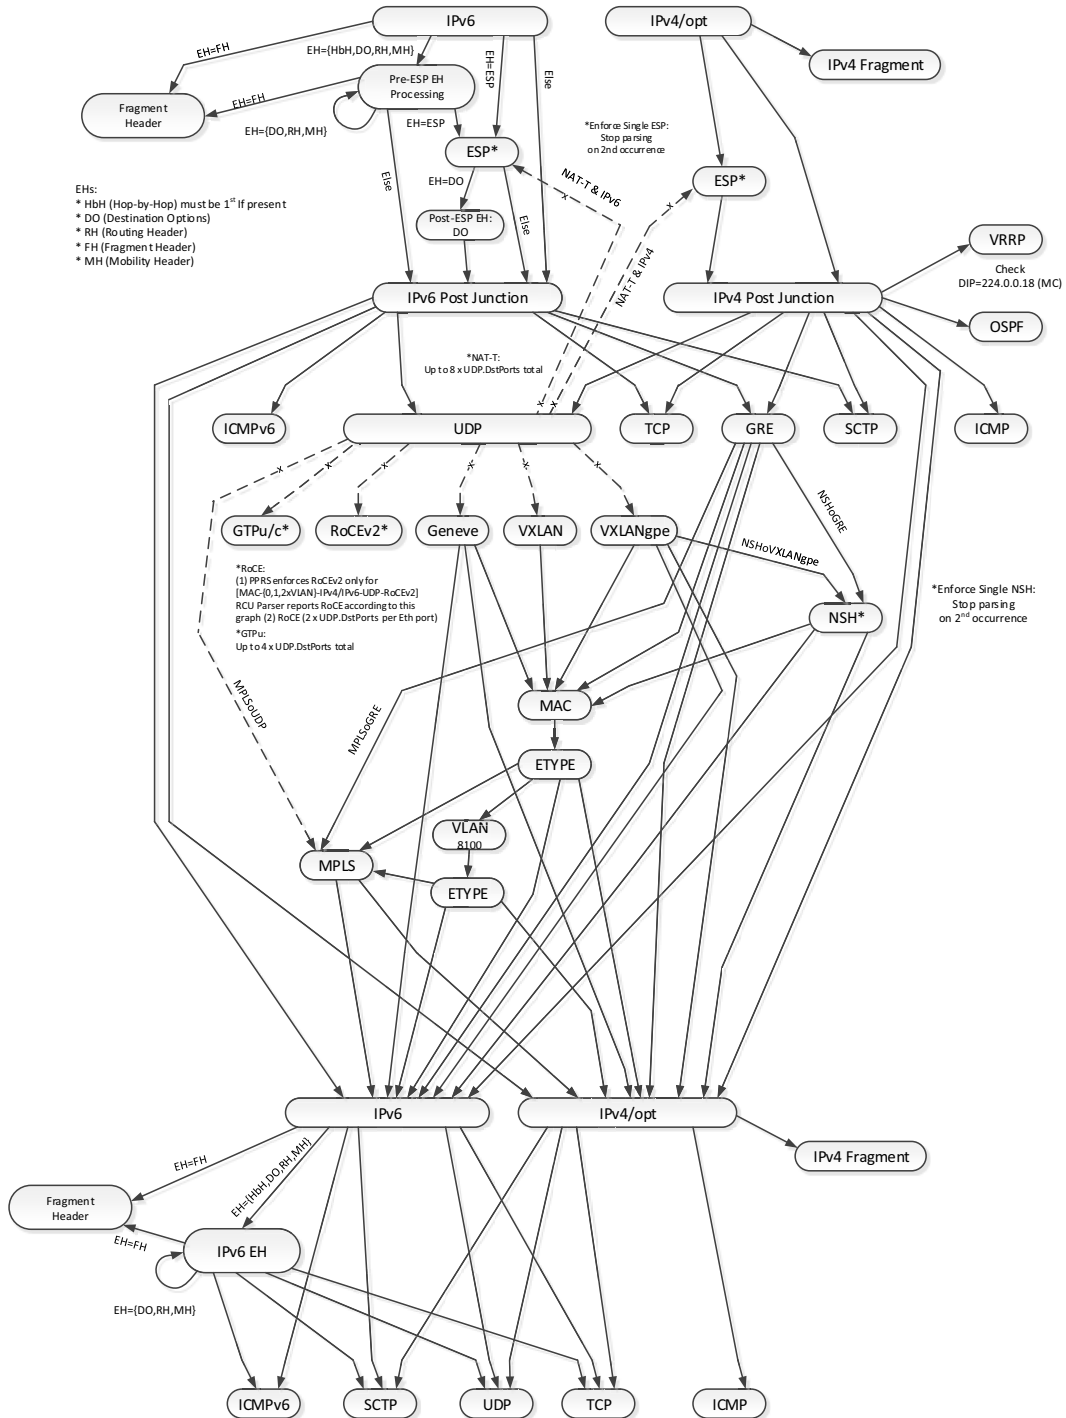 IPv6
IPv4/opt
EH=FH
EH={HbH,DO,RH,MH}
EH=ESP
Else
IPv4 Fragment
Pre-ESP EH
Processing
Fragment
Header
EH=FH
EH={DO,RH,MH}
EH=ESP
*Enforce Single ESP:
Stop parsing
on 2nd occurrence
ESP*
ESP*
EH=DO
NAT-T & IPv6
Else
EHs:
* HbH (Hop-by-Hop) must be 1st If present
* DO (Destination Options)
* RH (Routing Header)
* FH (Fragment Header)
* MH (Mobility Header)
Post-ESP EH:
DO
Else
NAT-T & IPv4
VRRP
Check
DIP=224.0.0.18 (MC)
IPv6 Post Junction
IPv4 Post Junction
OSPF
*NAT-T:
Up to 8 x UDP.DstPorts total
ICMPv6
UDP
TCP
GRE
SCTP
ICMP
x
x
x
x
x
x
x
x
x
x
GTPu/c*
RoCEv2*
Geneve
VXLAN
VXLANgpe
NSHoGRE
NSHoVXLANgpe
*RoCE:
(1) PPRS enforces RoCEv2 only for
[MAC-{0,1,2xVLAN}-IPv4/IPv6-UDP-RoCEv2]
RCU Parser reports RoCE according to this
graph (2) RoCE (2 x UDP.DstPorts per Eth port)
*GTPu:
Up to 4 x UDP.DstPorts total
NSH*
*Enforce Single NSH:
Stop parsing
on 2nd occurrence
MPLSoUDP
MPLSoGRE
MAC
ETYPE
VLAN
8100
MPLS
ETYPE
IPv6
IPv4/opt
IPv4 Fragment
EH=FH
EH={HbH,DO,RH,MH}
Fragment
Header
EH=FH
IPv6 EH
EH={DO,RH,MH}
ICMPv6
SCTP
UDP
TCP
ICMP